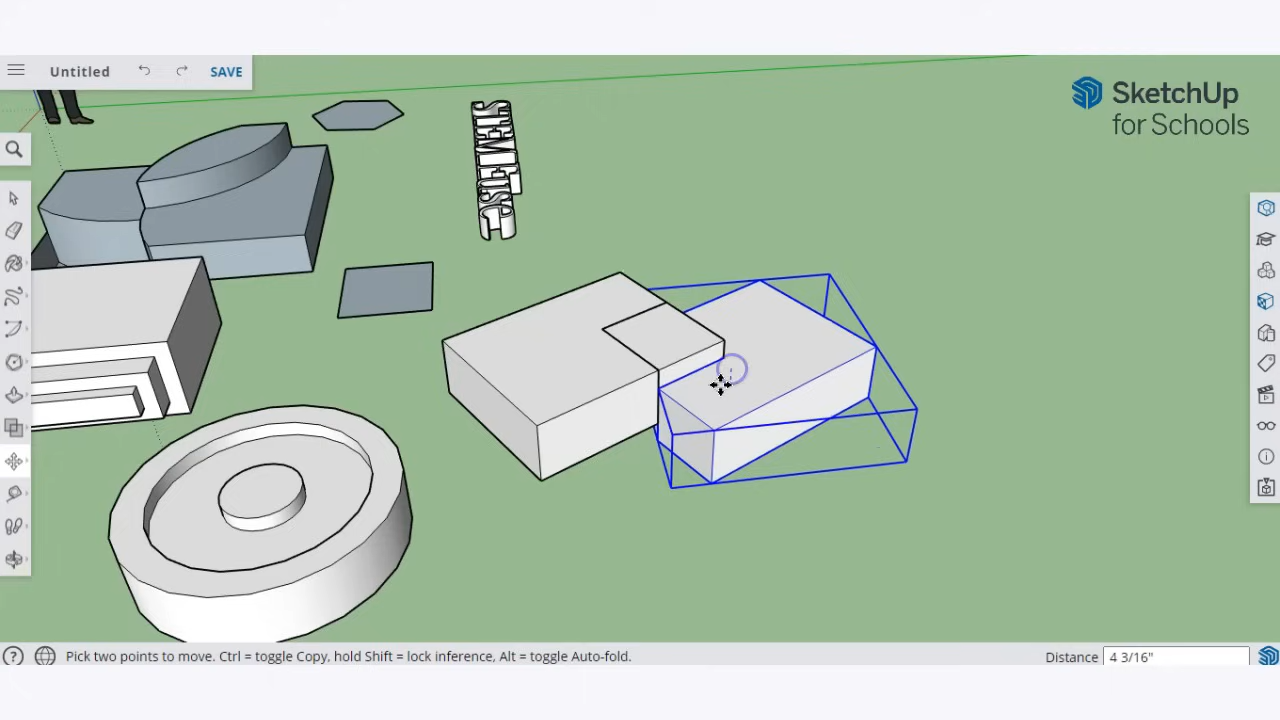 Untitled
SAVE
SketchUp
for Schools
Pick two points to move. Ctrl = toggle Copy, hold Shift = lock inference, Alt = toggle Auto-fold.
Distance 4 3/16"